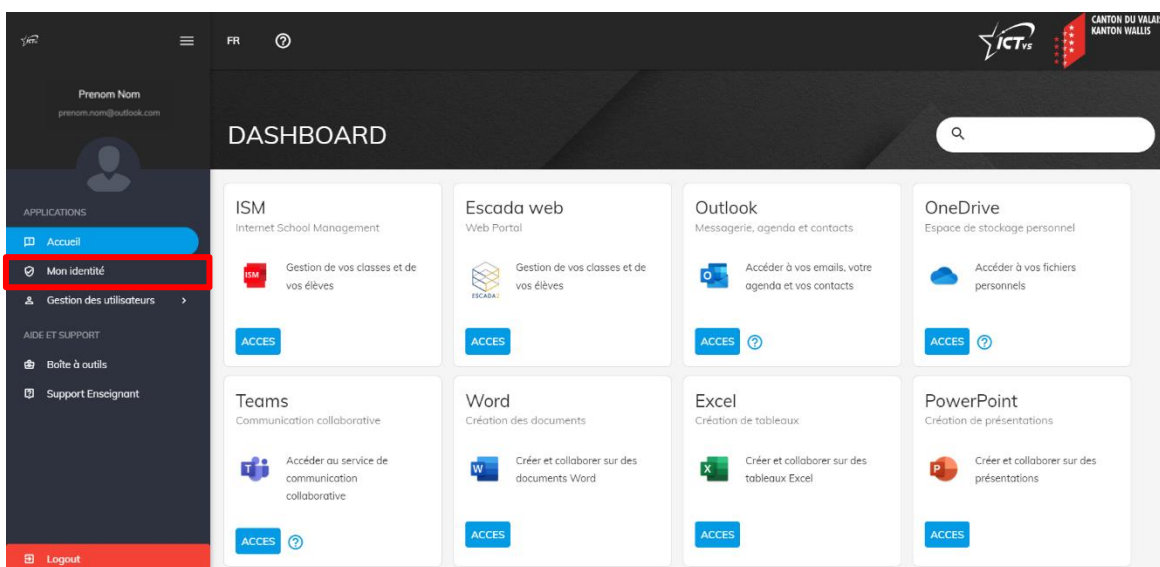 ICT
FR
ICTvs
CANTON DU VALAIS
KANTON WALLIS
Prenom Nom
prenom.nom@outlook.com
DASHBOARD
APPLICATIONS
Accueil
Mon identité
Gestion des utilisateurs
AIDE ET SUPPORT
Boîte à outils
Support Enseignant
Logout
ISM
Internet School Management
ISM
Gestion de vos classes et de
vos élèves
ACCES
Escada web
Web Portal
ESCADA2
Gestion de vos classes et de
vos élèves
ACCES
Outlook
Messagerie, agenda et contacts
Accéder à vos emails, votre
agenda et vos contacts
ACCES
OneDrive
Espace de stockage personnel
Accéder à vos fichiers
personnels
ACCES
Teams
Communication collaborative
Accéder au service de
communication
collaborative
ACCES
Word
Création des documents
W
Créer et collaborer sur des
documents Word
ACCES
Excel
Création de tableaux
X
Créer et collaborer sur des
tableaux Excel
ACCES
PowerPoint
Création de présentations
P
Créer et collaborer sur des
présentations
ACCES